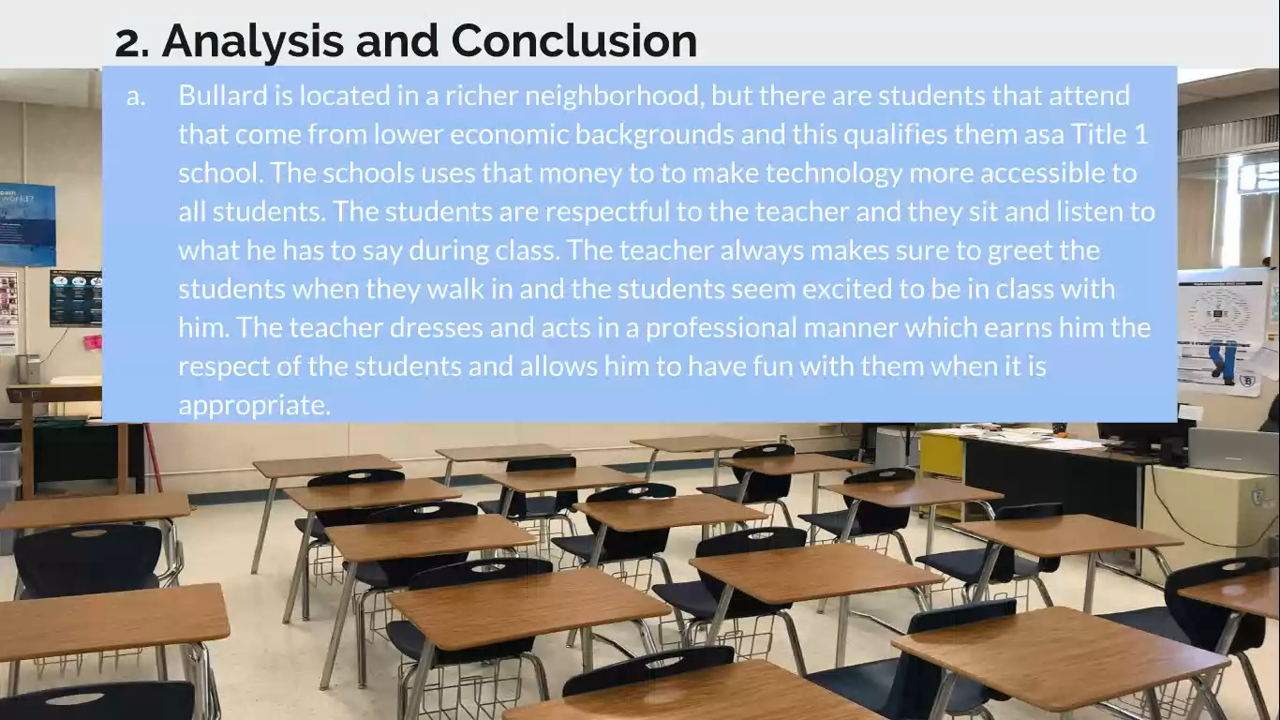 2. Analysis and Conclusion
a. Bullard is located in a richer neighborhood, but there are students that attend
that come from lower economic backgrounds and this qualifies them asa Title 1
school. The schools uses that money to to make technology more accessible to
all students. The students are respectful to the teacher and they sit and listen to
what he has to say during class. The teacher always makes sure to greet the
students when they walk in and the students seem excited to be in class with
him. The teacher dresses and acts in a professional manner which earns him the
respect of the students and allows him to have fun with them when it is
appropriate.